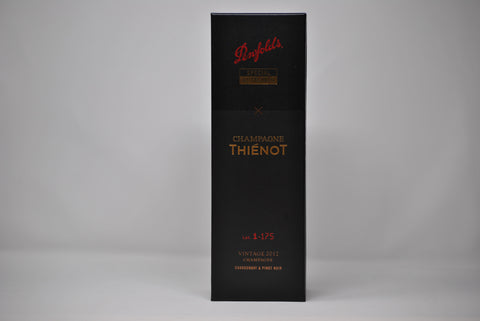 Penfolds.
SPECIAL
×
CHAMPAGNE
THIÉNOT
Lot. 1-175
VINTAGE 2012
CHAMPAGNE
CHARDONNAY & PINOT NOIR